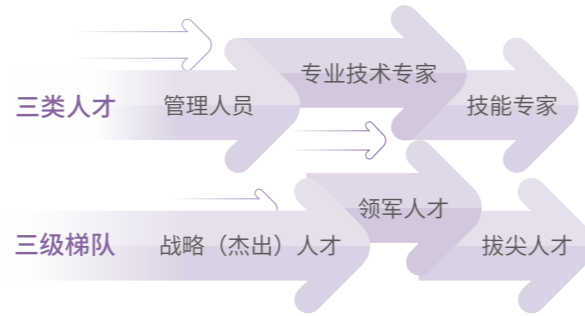 专业技术专家
三类人才 管理人员 技能专家
领军人才
三级梯队 战略（杰出）人才 拔尖人才